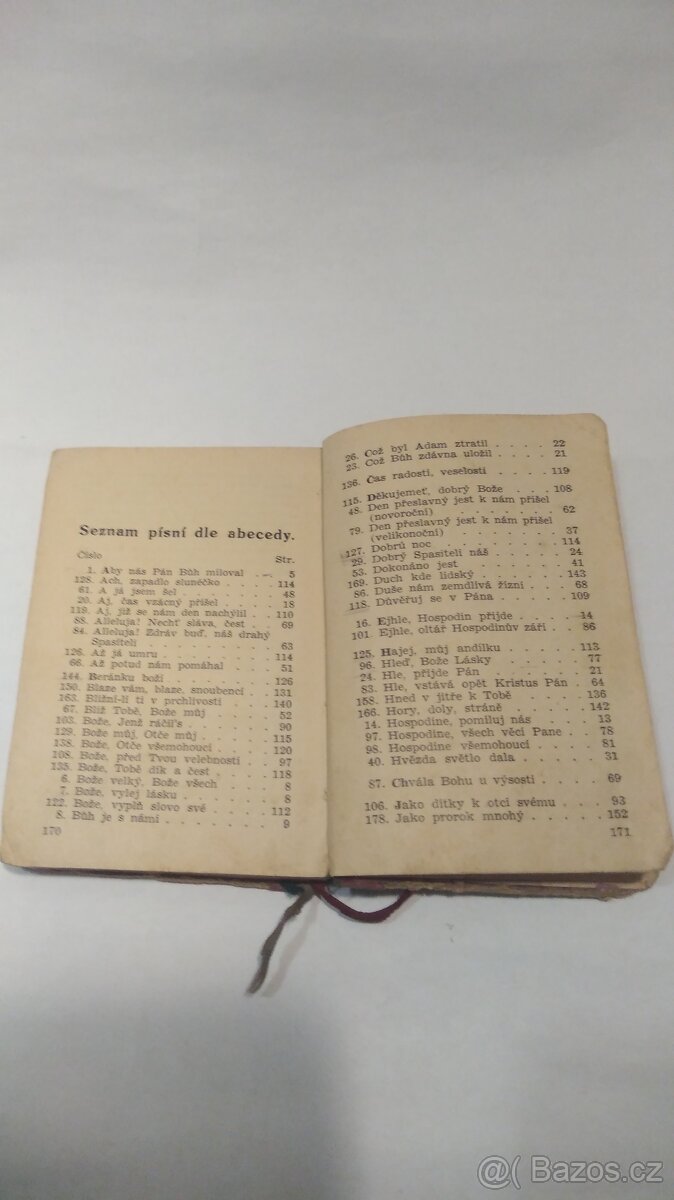 Seznam písní dle abecedy.
Číslo Str.
1. Aby nás Pán Bůh miloval . . 5
128. Ach, zapadlo slunéčko . . . 114
61. A já jsem šel . . . . . . 48
20. Aj, čas vzácný přišel . . . . 18
119. Aj, již se nám den nachýlil . . 110
88. Alleluja! Nechť sláva, čest . . 69
84. Alleluja! Zdráv buď, náš drahý
Spasiteli . . . . . . . 63
126. Až já umru . . . . . . . 114
66. Až potud nám pomáhal . . . 51
144. Beránku boží . . . . . . 126
150. Blaze vám, blaze, snoubenci . . 131
163. Bližní-li ti v prchlivosti . . . 140
67. Blíž Tobě, Bože můj . . . . 52
103. Bože, Jenž ráčil's . . . . . 90
129. Bože můj, Otče můj . . . . 115
138. Bože, Otče všemohoucí . . . 120
108. Bože, před Tvou velebností . . 97
135. Bože, Tobě dík a čest . . . . 118
6. Bože velký, Bože všech . . . 8
7. Bože, vylej lásku . . . . . 8
122. Bože, vyplň slovo své . . . . 112
8. Bůh je s námi . . . . . . 9
170
26. Což byl Adam ztratil . . . . 22
23. Což Bůh zdávna uložil . . . 21
136. Čas radosti, veselosti . . . . 119
115. Děkujemeť, dobrý Bože . . . 108
48. Den přeslavný jest k nám přišel
(novoroční) . . . . . . 62
79. Den přeslavný jest k nám přišel
(velikonoční) . . . . . . 37
127. Dobrú noc . . . . . . . 114
29. Dobrý Spasiteli náš . . . . 24
53. Dokonáno jest . . . . . . 41
169. Duch kde lidský . . . . . 143
86. Duše nám zemdlívá žízní . . . 68
118. Důvěřuj se v Pána . . . . . 109
16. Ejhle, Hospodin přijde . . . 14
101. Ejhle, oltář Hospodinův září . . 86
125. Hajej, můj andílku . . . . 113
96. Hleď, Bože Lásky . . . . . 77
24. Hle, přijde Pán . . . . . . 21
83. Hle, vstává opět Kristus Pán . 64
158. Hned v jitře k Tobě . . . . 136
166. Hory, doly, stráně . . . . . 142
14. Hospodine, pomiluj nás . . . 13
97. Hospodine, všech věcí Pane . . 78
98. Hospodine všemohoucí . . . 81
40. Hvězda světlo dala . . . . . 31
87. Chvála Bohu u výsosti . . . . 69
106. Jako dítky k otci svému . . . 93
178. Jako prorok mnohý . . . . . 152
171
@( Bazos.cz